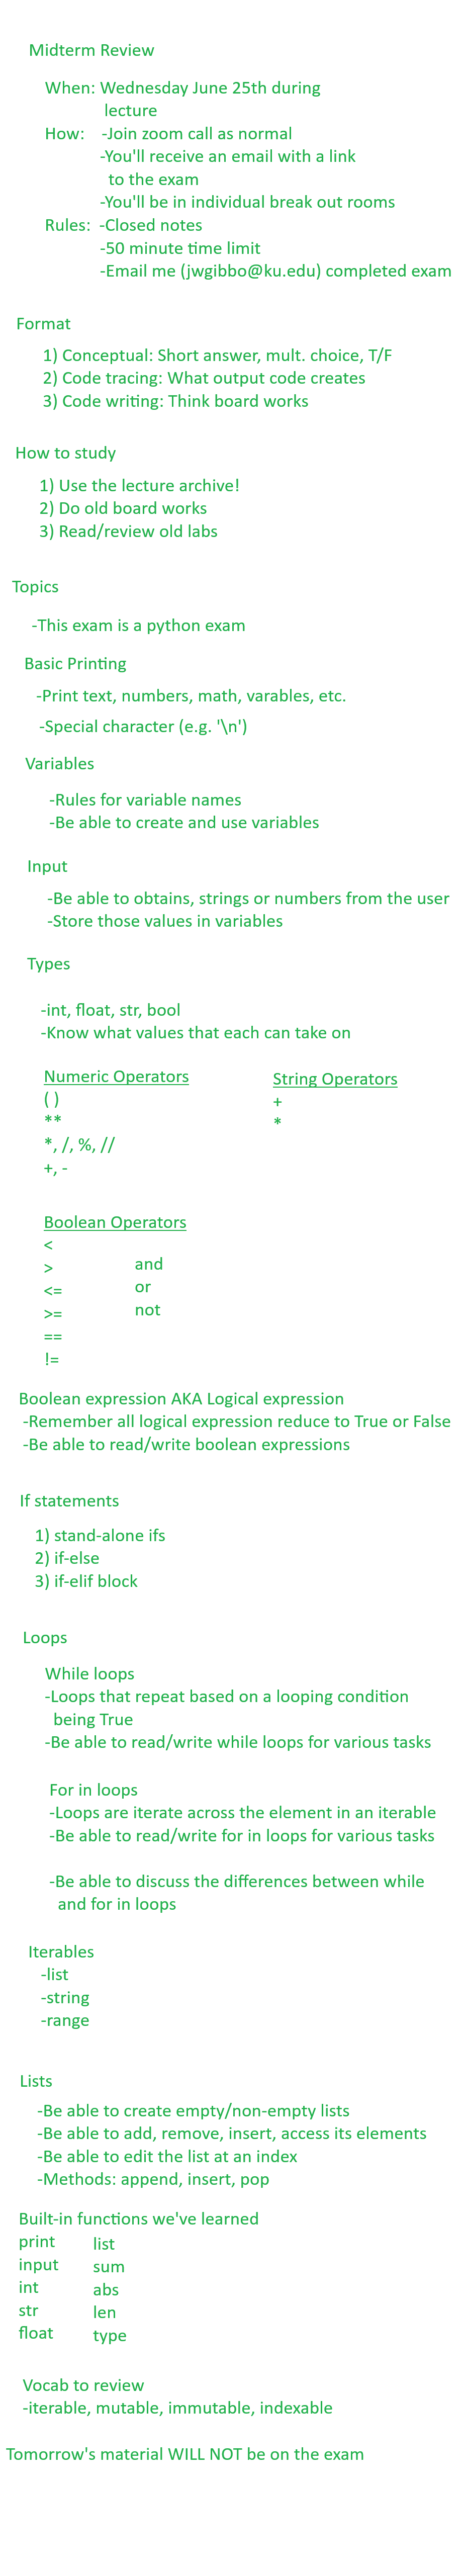 Midterm Review
When: Wednesday June 25th during
lecture
How: -Join zoom call as normal
-You'll receive an email with a link
to the exam
-You'll be in individual break out rooms
Rules: -Closed notes
-50 minute time limit
-Email me (jwgibbo@ku.edu) completed exam
Format
1) Conceptual: Short answer, mult. choice, T/F
2) Code tracing: What output code creates
3) Code writing: Think board works
How to study
1) Use the lecture archive!
2) Do old board works
3) Read/review old labs
Topics
-This exam is a python exam
Basic Printing
-Print text, numbers, math, varables, etc.
-Special character (e.g. '\n')
Variables
-Rules for variable names
-Be able to create and use variables
Input
-Be able to obtains, strings or numbers from the user
-Store those values in variables
Types
-int, float, str, bool
-Know what values that each can take on
Numeric Operators
( )
**
*, /, %, //
+, -
String Operators
+
*
Boolean Operators
<
>
<=
>=
==
!=
and
or
not
Boolean expression AKA Logical expression
-Remember all logical expression reduce to True or False
-Be able to read/write boolean expressions
If statements
1) stand-alone ifs
2) if-else
3) if-elif block
Loops
While loops
-Loops that repeat based on a looping condition
being True
-Be able to read/write while loops for various tasks
For in loops
-Loops are iterate across the element in an iterable
-Be able to read/write for in loops for various tasks
-Be able to discuss the differences between while
and for in loops
Iterables
-list
-string
-range
Lists
-Be able to create empty/non-empty lists
-Be able to add, remove, insert, access its elements
-Be able to edit the list at an index
-Methods: append, insert, pop
Built-in functions we've learned
print
input
int
str
float
list
sum
abs
len
type
Vocab to review
-iterable, mutable, immutable, indexable
Tomorrow's material WILL NOT be on the exam